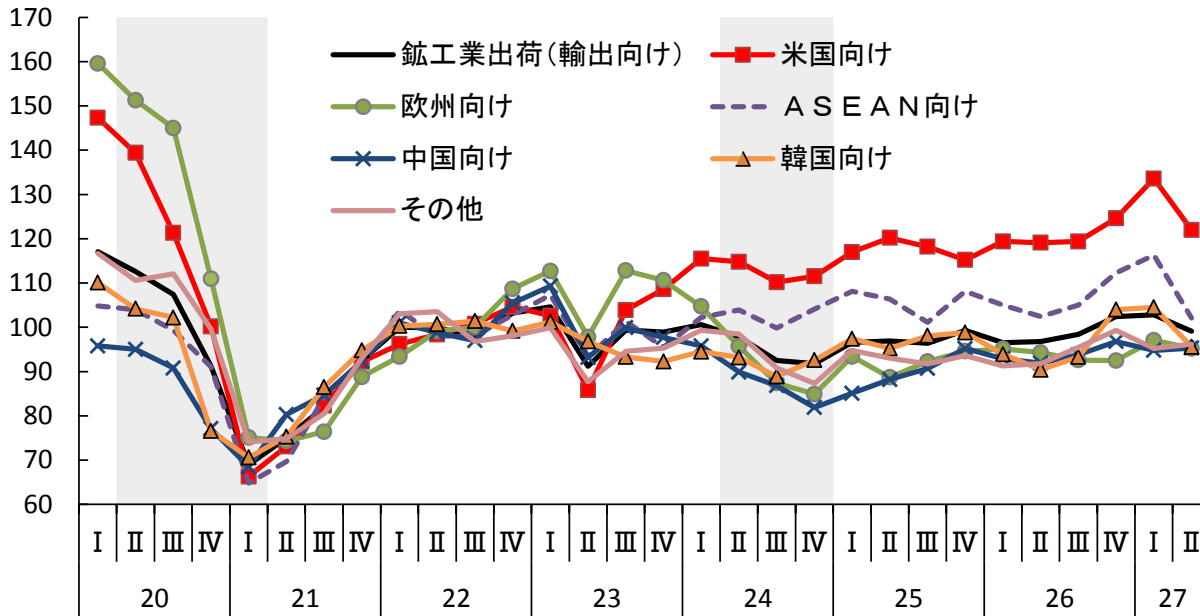 170
160
150
140
130
120
110
100
90
80
70
60
鉱工業出荷(輸出向け) 米国向け
欧州向け ASEAN向け
中国向け 韓国向け
その他
Ⅰ Ⅱ Ⅲ Ⅳ Ⅰ Ⅱ Ⅲ Ⅳ Ⅰ Ⅱ Ⅲ Ⅳ Ⅰ Ⅱ Ⅲ Ⅳ Ⅰ Ⅱ Ⅲ Ⅳ Ⅰ Ⅱ Ⅲ Ⅳ Ⅰ Ⅱ Ⅲ Ⅳ Ⅰ Ⅱ
20 21 22 23 24 25 26 27